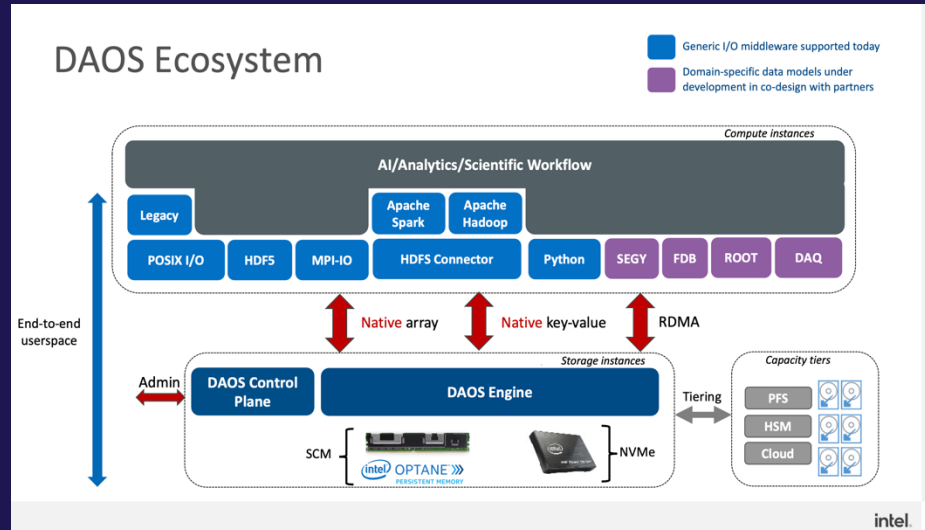 DAOS Ecosystem
Generic I/O middleware supported today
Domain-specific data models under
development in co-design with partners
Compute instances
AI/Analytics/Scientific Workflow
Legacy
Apache
Spark
Apache
Hadoop
POSIX I/O
HDF5
MPI-IO
HDFS Connector
Python
SEGY
FDB
ROOT
DAQ
End-to-end
userspace
Native array
Native key-value
RDMA
Storage instances
Capacity tiers
Admin
DAOS Control
Plane
DAOS Engine
Tiering
PFS
HSM
Cloud
SCM
intel OPTANE
PERSISTENT MEMORY
NVMe
intel.